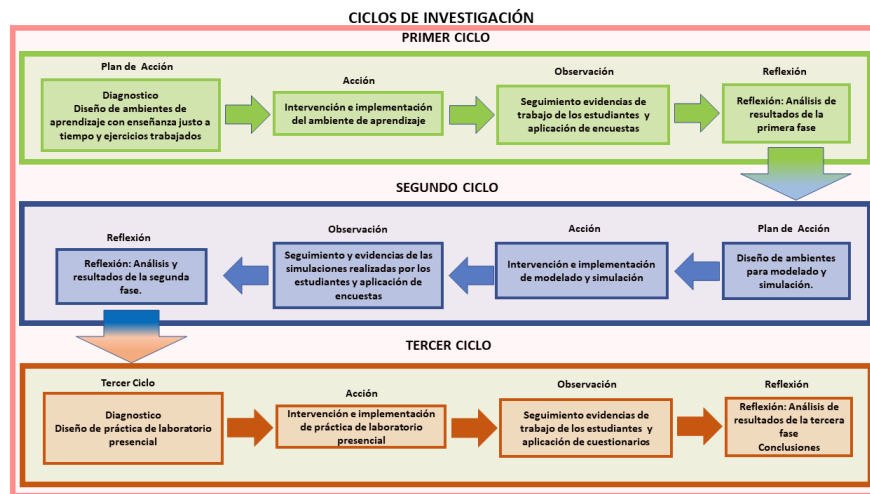 CICLOS DE INVESTIGACIÓN
PRIMER CICLO
Plan de Acción
Diagnostico
Diseño de ambientes de
aprendizaje con enseñanza justo a
tiempo y ejercicios trabajados
Acción
Intervención e implementación
del ambiente de aprendizaje
Observación
Seguimiento evidencias de
trabajo de los estudiantes y
aplicación de encuestas
Reflexión
Reflexión: Análisis de
resultados de la
primera fase
SEGUNDO CICLO
Plan de Acción
Diseño de ambientes
para modelado y
simulación.
Acción
Intervención e implementación
de modelado y simulación
Observación
Seguimiento y evidencias de las
simulaciones realizadas por los
estudiantes y aplicación de
encuestas
Reflexión
Reflexión: Análisis y
resultados de la segunda
fase.
TERCER CICLO
Tercer Ciclo
Diagnostico
Diseño de práctica de laboratorio
presencial
Acción
Intervención e implementación
de práctica de laboratorio
presencial
Observación
Seguimiento evidencias de
trabajo de los estudiantes y
aplicación de cuestionarios
Reflexión
Reflexión: Análisis de
resultados de la tercera
fase
Conclusiones